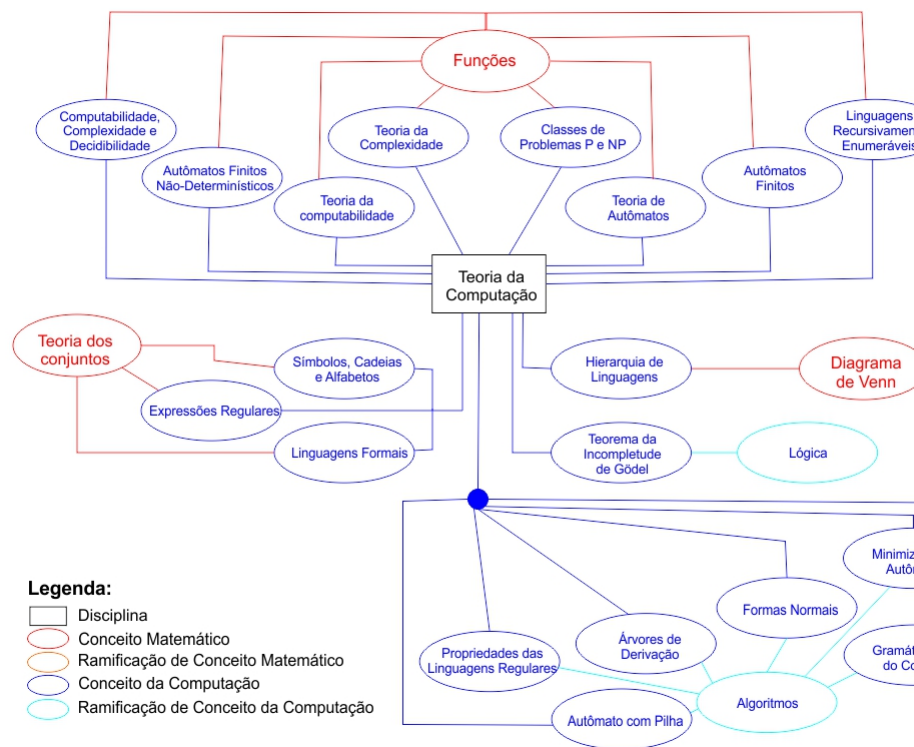 Funções
Computabilidade,
Complexidade e
Decidibilidade
Teoria da
Complexidade
Classes de
Problemas P e NP
Linguagens
Enumeráveis
Autômatos Finitos
Não-Determinísticos
Teoria da
computabilidade
Teoria de
Autômatos
Autômatos
Finitos
Teoria da
Computação
Teoria dos
conjuntos
Símbolos, Cadeias
e Alfabetos
Expressões Regulares
Linguagens Formais
Hierarquia de
Linguagens
Diagrama
de Venn
Teorema da
Incompletude
de Gödel
Lógica
Formas Normais
Árvores de
Derivação
Propriedades das
Linguagens Regulares
Algoritmos
Autômato com Pilha
Legenda:
Disciplina
Conceito Matemático
Ramificação de Conceito Matemático
Conceito da Computação
Ramificação de Conceito da Computação